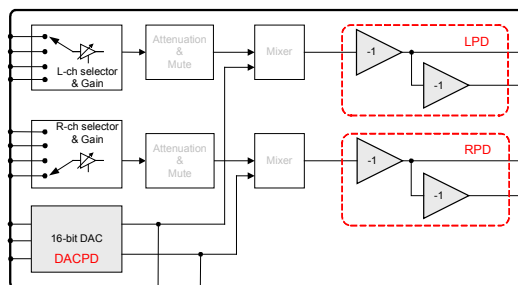 L-ch selector
& Gain
Attenuation
&
Mute
Mixer
-1
LPD
-1
R-ch selector
& Gain
Attenuation
&
Mute
Mixer
-1
RPD
-1
16-bit DAC
DACPD